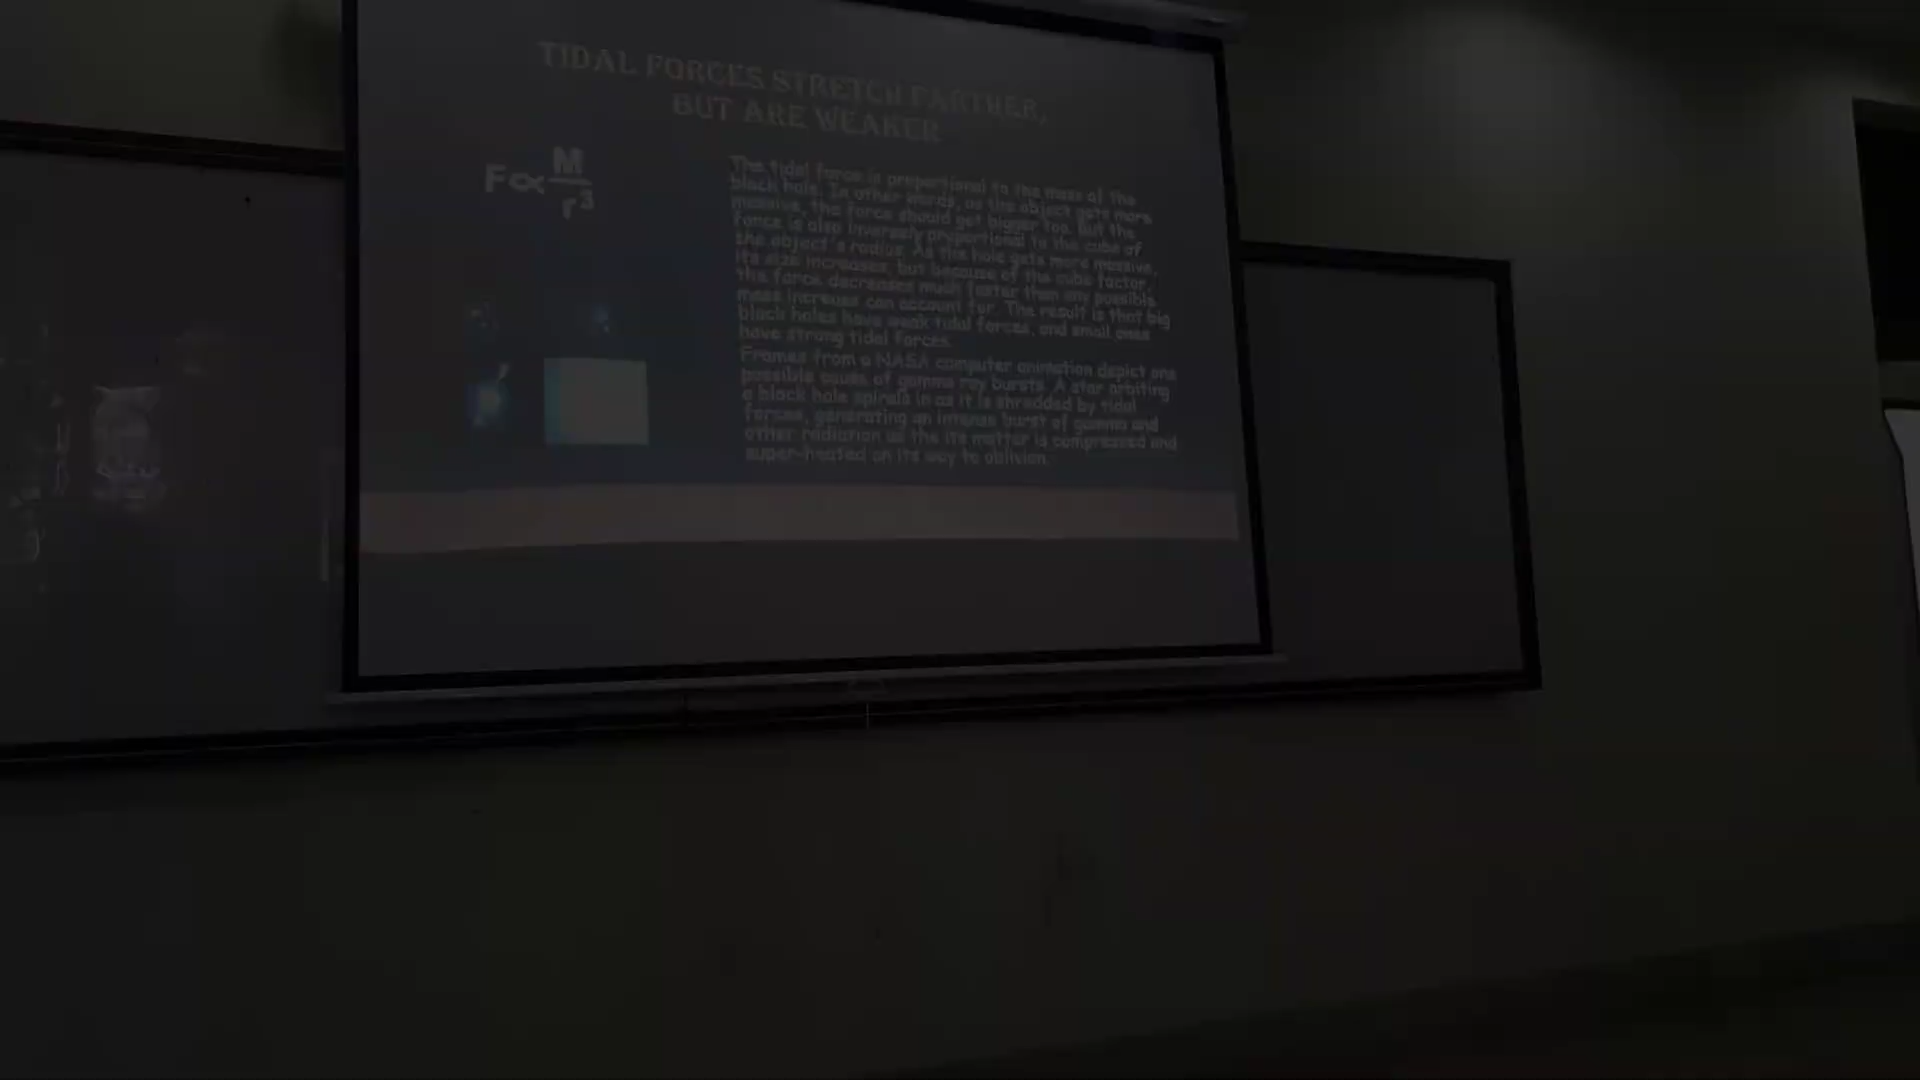 TIDAL FORCES STRETCH FARTHER,
BUT ARE WEAKER
F∝M/r³
The tidal force is proportional to the mass of the
black hole. In other words, as the object gets more
massive, the force should get bigger too. But the
force is also inversely proportional to the cube of
the object's radius. As the hole gets more massive,
its size increases, but because of the cube factor,
the force decreases much faster than any possible
mass increase can account for. The result is that big
black holes have weak tidal forces, and small ones
have strong tidal forces.
Frames from a NASA computer animation depict one
possible cause of gamma ray bursts. A star orbiting
a black hole spirals in as it is shredded by tidal
forces, generating an intense burst of gamma and
other radiation as the its matter is compressed and
super-heated on its way to oblivion.